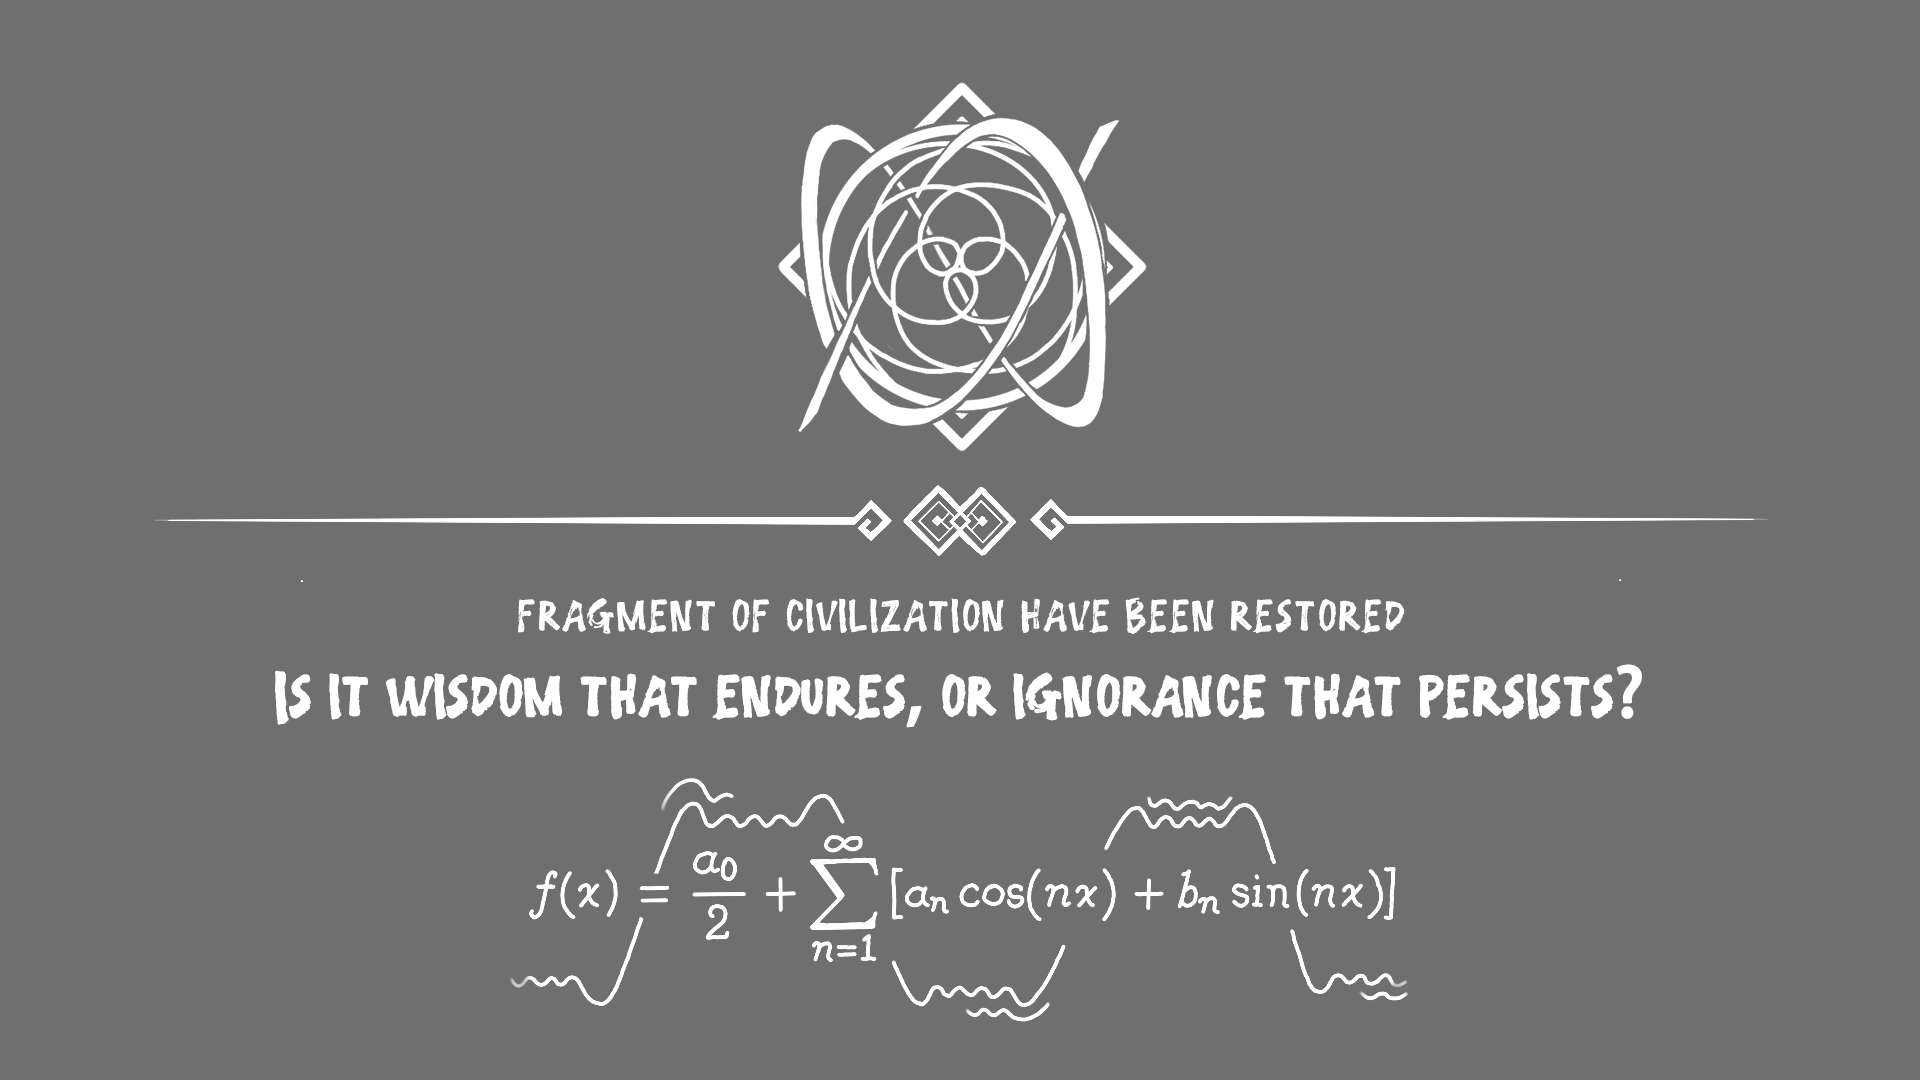 FRAGMENT OF CIVILIZATION HAVE BEEN RESTORED
IS IT WISDOM THAT ENDURES, OR IGNORANCE THAT PERSISTS?
f(x) = a₀/2 + ∑_{n=1}^{∞} [aₙ cos(nx) + bₙ sin(nx)]